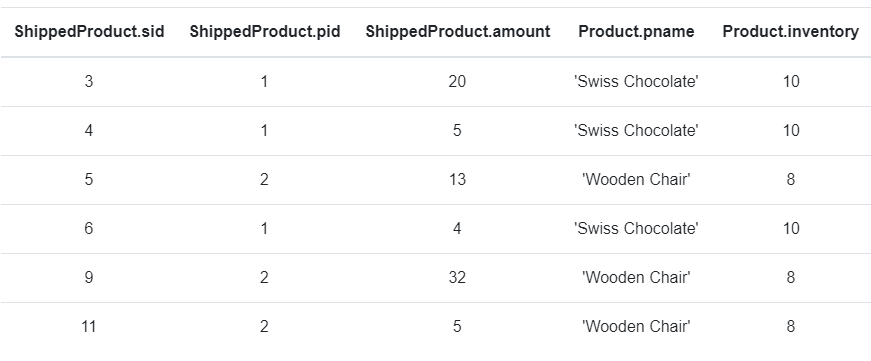 ShippedProduct.sid ShippedProduct.pid ShippedProduct.amount Product.pname Product.inventory
3 1 20 'Swiss Chocolate' 10
4 1 5 'Swiss Chocolate' 10
5 2 13 'Wooden Chair' 8
6 1 4 'Swiss Chocolate' 10
9 2 32 'Wooden Chair' 8
11 2 5 'Wooden Chair' 8